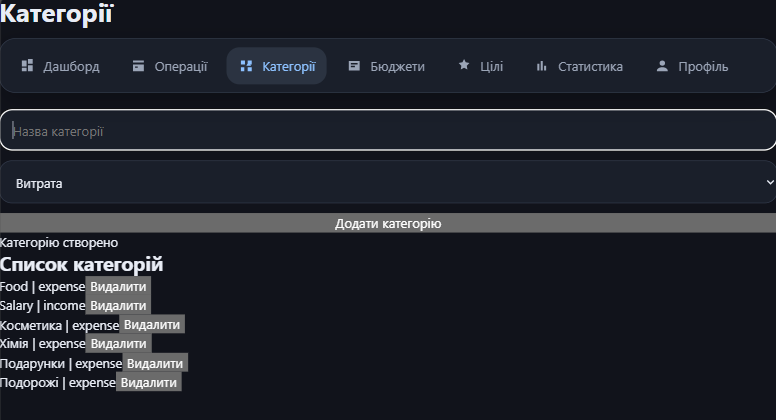 Категорії
Дашборд Операції Категорії Бюджети Цілі Статистика Профіль
Назва категорії
Витрата
Додати категорію
Категорію створено
Список категорій
Food | expense Видалити
Salary | income Видалити
Косметика | expense Видалити
Хімія | expense Видалити
Подарунки | expense Видалити
Подорожі | expense Видалити